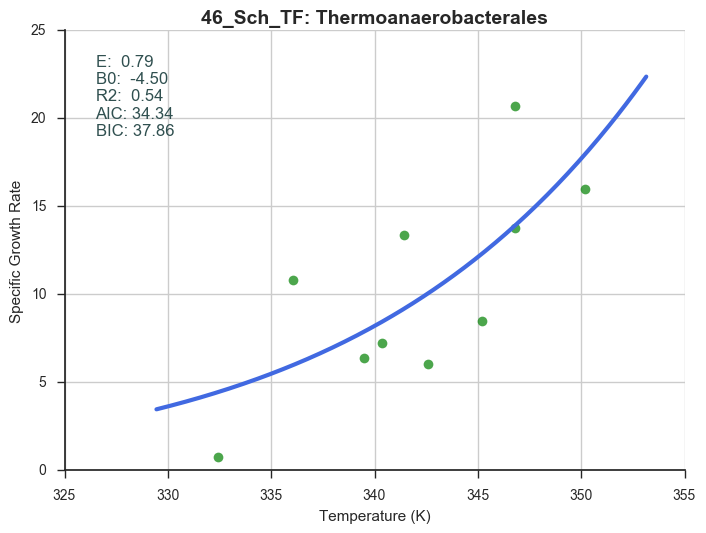 46_Sch_TF: Thermoanaerobacterales
25
E:  0.79
B0:  -4.50
R2:  0.54
AIC: 34.34
BIC: 37.86
20
15
10
5
0
Specific Growth Rate
325 330 335 340 345 350 355
Temperature (K)